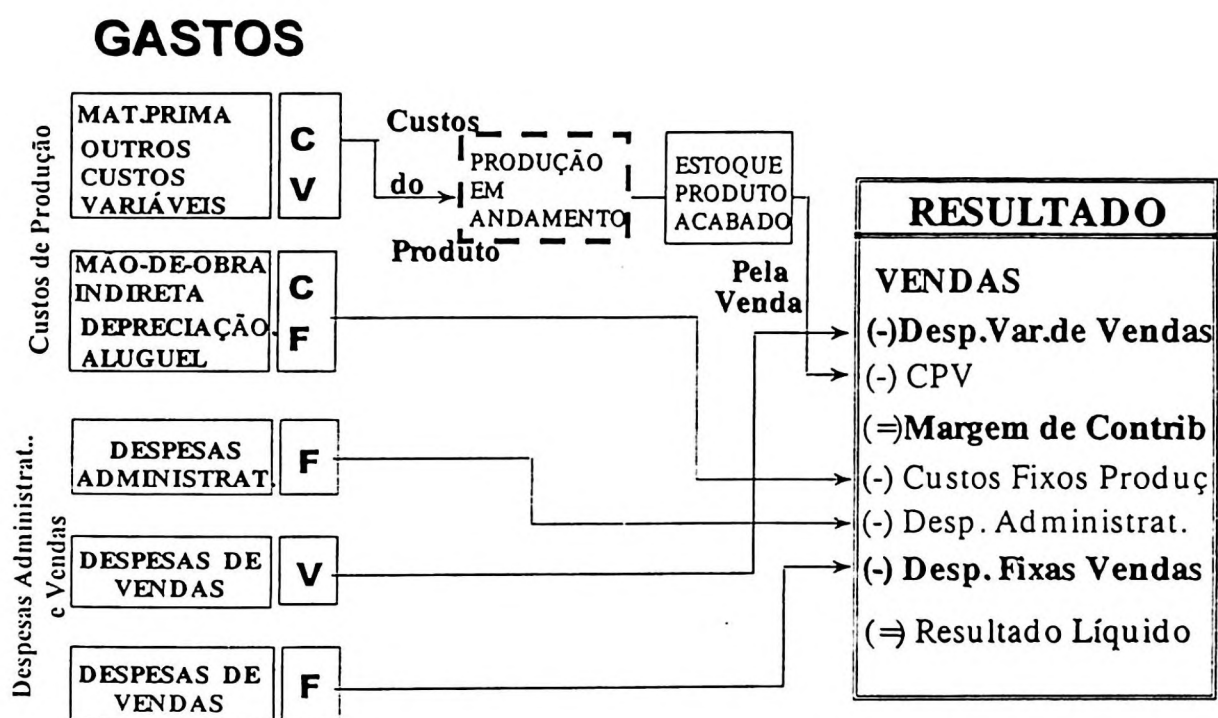 GASTOS
Custos de Produção
MAT.PRIMA
OUTROS
CUSTOS
VARIÁVEIS
C
V
Custos
do
Produto
PRODUÇÃO
EM
ANDAMENTO
ESTOQUE
PRODUTO
ACABADO
Pela
Venda
MÃO-DE-OBRA
INDIRETA
DEPRECIAÇÃO.
ALUGUEL
C
F
Despesas Administrat..
e Vendas
DESPESAS
ADMINISTRAT.
F
DESPESAS DE
VENDAS
V
DESPESAS DE
VENDAS
F
RESULTADO
VENDAS
(-)Desp.Var.de Vendas
(-) CPV
(=)Margem de Contrib
(-) Custos Fixos Produç
(-) Desp. Administrat.
(-) Desp. Fixas Vendas
(=) Resultado Líquido